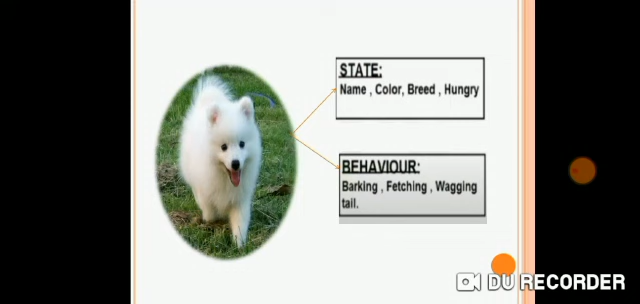 STATE:
Name , Color, Breed , Hungry
BEHAVIOUR:
Barking , Fetching , Wagging
tail.
DU RECORDER